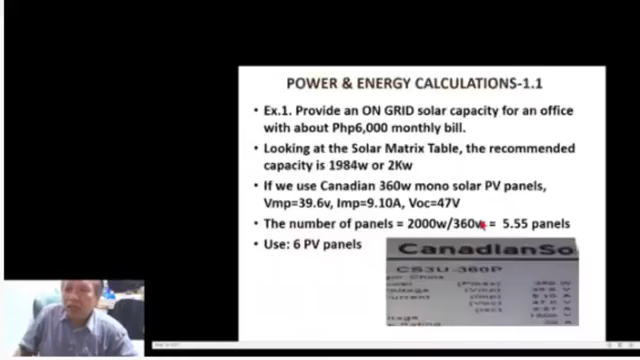 POWER & ENERGY CALCULATIONS-1.1
• Ex.1. Provide an ON GRID solar capacity for an office
with about Php6,000 monthly bill.
• Looking at the Solar Matrix Table, the recommended
capacity is 1984w or 2Kw
• If we use Canadian 360w mono solar PV panels,
Vmp=39.6v, Imp=9.10A, Voc=47V
• The number of panels = 2000w/360w = 5.55 panels
• Use: 6 PV panels
CanadianSo
CS3U-360P